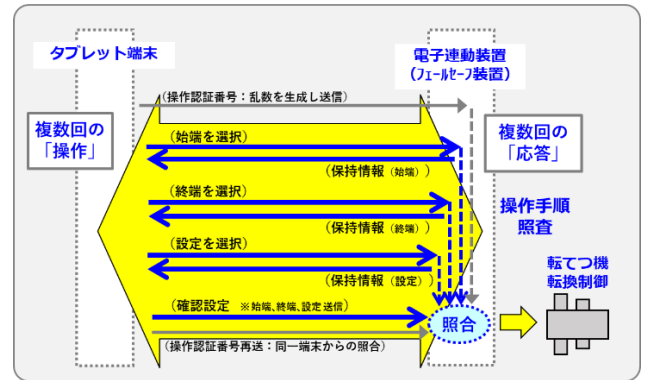 タブレット端末
電子連動装置
（フェールセーフ装置）
（操作認証番号：乱数を生成し送信）
複数回の
「操作」
複数回の
「応答」
（始端を選択）
（保持情報（始端））
（終端を選択）
（保持情報（終端））
操作手順
照査
（設定を選択）
（保持情報（設定））
転てつ機
転換制御
（確認設定 ※始端、終端、設定送信）
照合
（操作認証番号再送：同一端末からの照合）